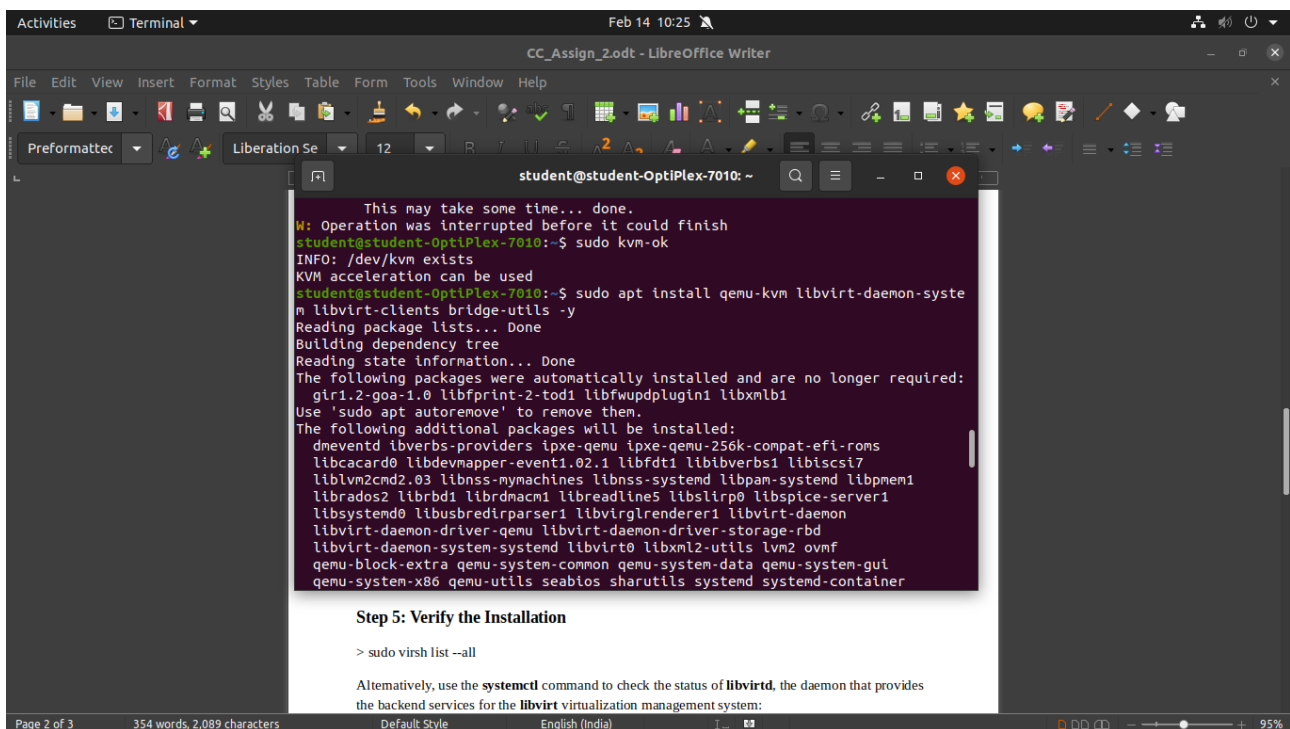 Activities Terminal Feb 14 10:25
CC_Assign_2.odt - LibreOffice Writer
File Edit View Insert Format Styles Table Form Tools Window Help
Preformattec Liberation Se 12
student@student-OptiPlex-7010: ~
This may take some time... done.
W: Operation was interrupted before it could finish
student@student-OptiPlex-7010:~$ sudo kvm-ok
INFO: /dev/kvm exists
KVM acceleration can be used
student@student-OptiPlex-7010:~$ sudo apt install qemu-kvm libvirt-daemon-syste
m libvirt-clients bridge-utils -y
Reading package lists... Done
Building dependency tree
Reading state information... Done
The following packages were automatically installed and are no longer required:
gir1.2-goa-1.0 libfprint-2-tod1 libfwupdplugin1 libxmlb1
Use 'sudo apt autoremove' to remove them.
The following additional packages will be installed:
dmeventd ibverbs-providers ipxe-qemu ipxe-qemu-256k-compat-efi-roms
libcacard0 libdevmapper-event1.02.1 libfdt1 libibverbs1 libiscsi7
liblvm2cmd2.03 libnss-mymachines libnss-systemd libpam-systemd libpmem1
librados2 librbd1 librdmacm1 libreadline5 libslirp0 libspice-server1
libsystemd0 libusbredirparser1 libvirglrenderer1 libvirt-daemon
libvirt-daemon-driver-qemu libvirt-daemon-driver-storage-rbd
libvirt-daemon-system-systemd libvirt0 libxml2-utils lvm2 ovmf
qemu-block-extra qemu-system-common qemu-system-data qemu-system-gui
qemu-system-x86 qemu-utils seabios sharutils systemd systemd-container
Step 5: Verify the Installation
> sudo virsh list --all
Alternatively, use the systemctl command to check the status of libvirtd, the daemon that provides
the backend services for the libvirt virtualization management system:
Page 2 of 3 354 words, 2,089 characters Default Style English (India) 95%